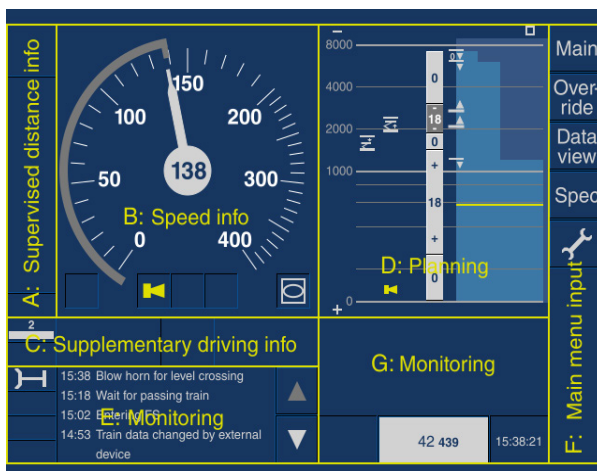 A: Supervised distance info
150
100
200
50
138
300
B: Speed info
0
400
8000
4000
2000
1000
0
+
-
0
-
18
-
0
+
18
+
0
D: Planning
Main
Over-
ride
Data
view
Spec
F: Main menu input
2
C: Supplementary driving info
15:38 Blow horn for level crossing
15:18 Wait for passing train
15:02 Entering FS
E: Monitoring
14:53 Train data changed by external
device
G: Monitoring
42 439
15:38:21